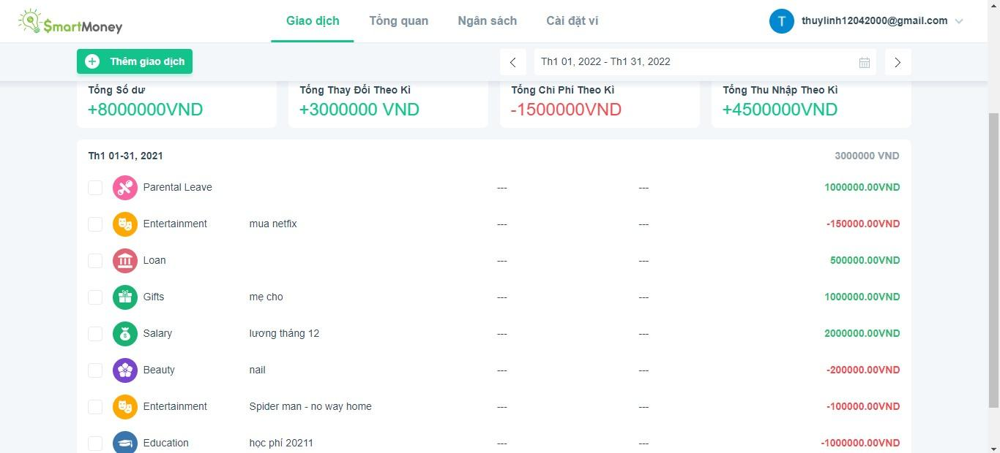 $martMoney
Giao dịch Tổng quan Ngân sách Cài đặt ví
T thuylinh12042000@gmail.com
Thêm giao dịch
Th1 01, 2022 - Th1 31, 2022
Tổng Số dư Tổng Thay Đổi Theo Kì Tổng Chi Phí Theo Kì Tổng Thu Nhập Theo Kì
+8000000VND +3000000 VND -1500000VND +4500000VND
Th1 01-31, 2021 3000000 VND
Parental Leave --- --- 1000000.00VND
Entertainment mua netfix --- --- -150000.00VND
Loan --- --- 500000.00VND
Gifts mẹ cho --- --- 1000000.00VND
Salary lương tháng 12 --- --- 2000000.00VND
Beauty nail --- --- -200000.00VND
Entertainment Spider man - no way home --- --- -100000.00VND
Education học phí 20211 --- --- -1000000.00VND